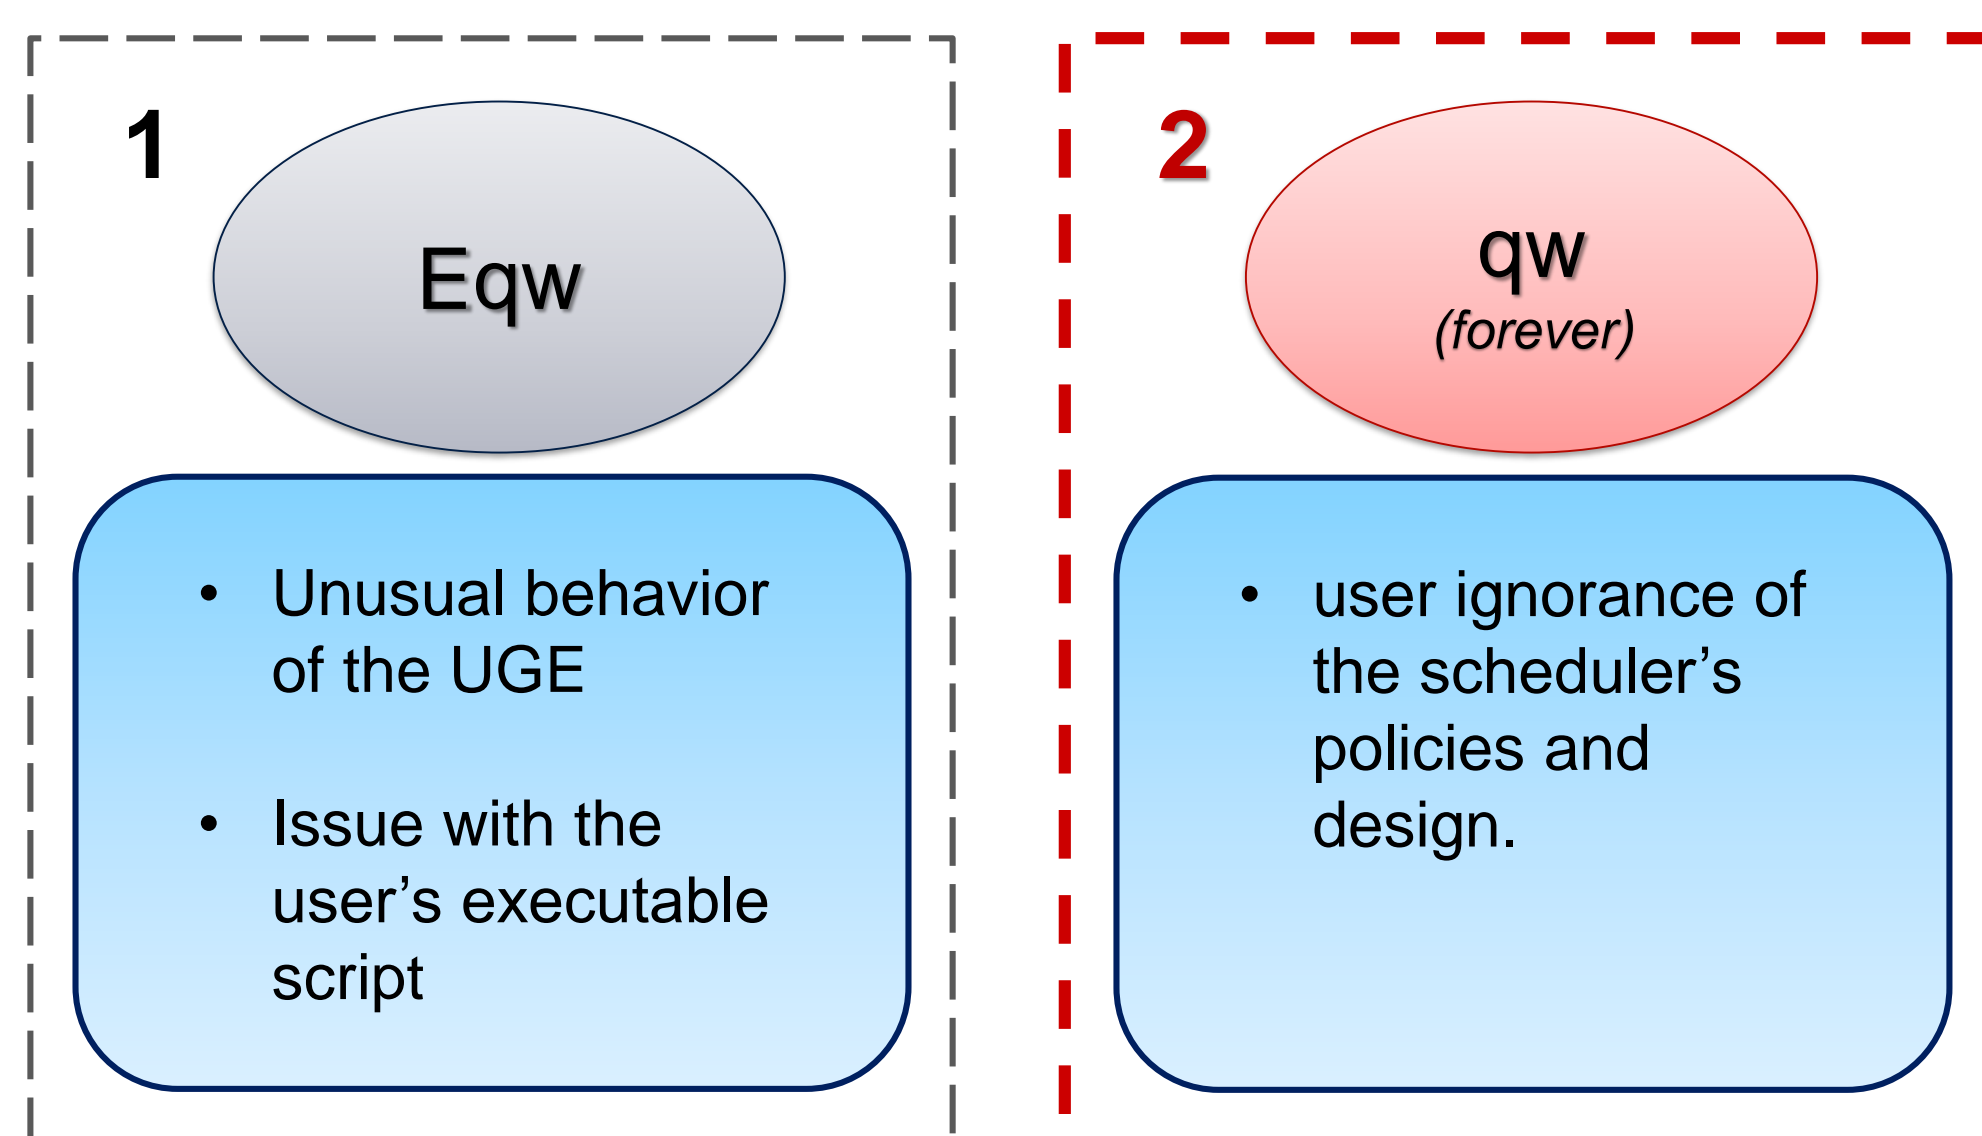 1
Eqw
• Unusual behavior
of the UGE
• Issue with the
user’s executable
script
2
qw
(forever)
• user ignorance of
the scheduler’s
policies and
design.